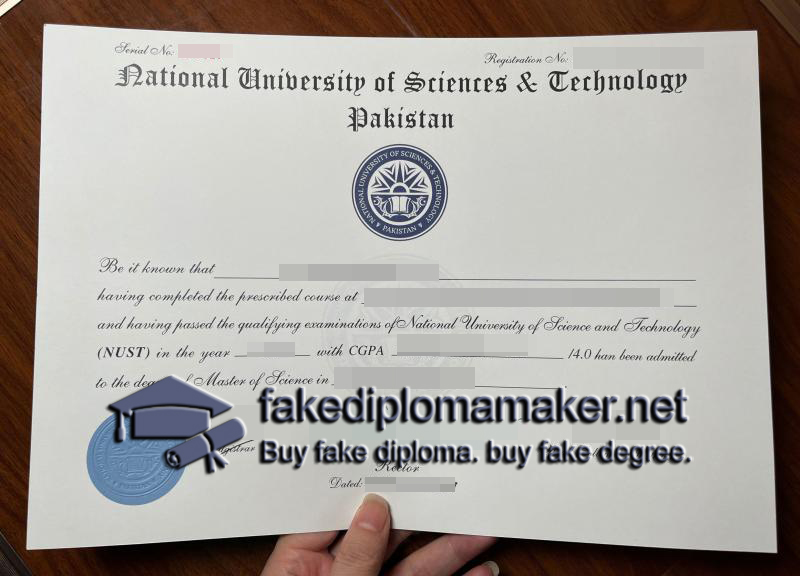 Serial No:
Registration No:
National University of Sciences & Technology
Pakistan
NATIONAL UNIVERSITY OF SCIENCES & TECHNOLOGY
PAKISTAN
Be it known that
having completed the prescribed course at
and having passed the qualifying examinations of National University of Science and Technology
(NUST) in the year with CGPA /4.0 han been admitted
to the of Master of Science in
fakediplomamaker.net
Buy fake diploma. buy fake degree.
Rector
Dated: